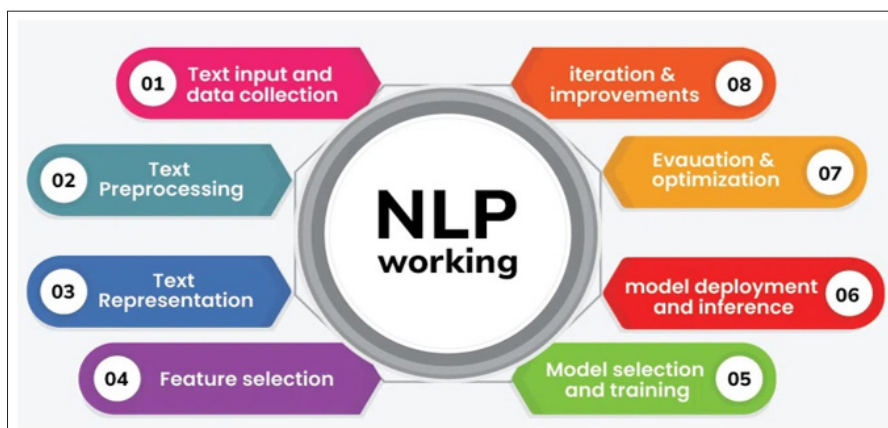 01
Text input and
data collection
02
Text
Preprocessing
03
Text
Representation
04
Feature selection
NLP
working
iteration &
improvements
08
Evauation &
optimization
07
model deployment
and inference
06
Model selection
and training
05